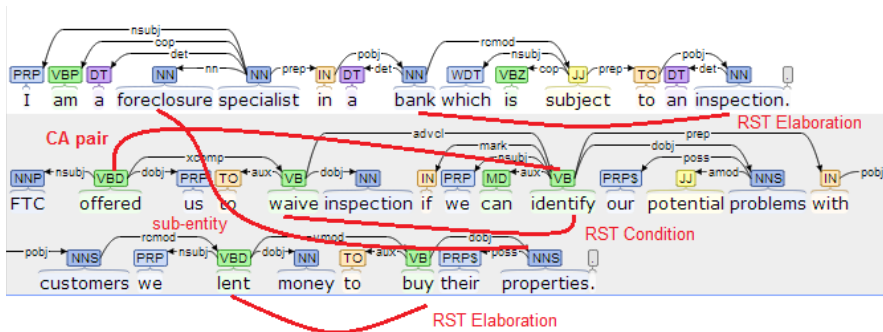 nsubj
cop
det
nn
prep
pobj
det
rcmod
nsubj
cop
prep
pobj
det
PRP VBP DT NN NN IN DT NN WDT VBZ JJ TO DT NN .
I am a foreclosure specialist in a bank which is subject to an inspection.
RST Elaboration
CA pair
advcl
prep
xcomp
mark
dobj
nsubj
poss
nsubj
dobj
aux
dobj
aux
amod
pobj
NNP VBD PRP TO VB NN IN PRP MD VB PRP$ JJ NNS IN
FTC offered us to waive inspection if we can identify our potential problems with
sub-entity
RST Condition
pobj
rcmod
nsubj
dobj
vmod
aux
dobj
poss
NNS PRP VBD NN TO VB PRP$ NNS .
customers we lent money to buy their properties.
RST Elaboration